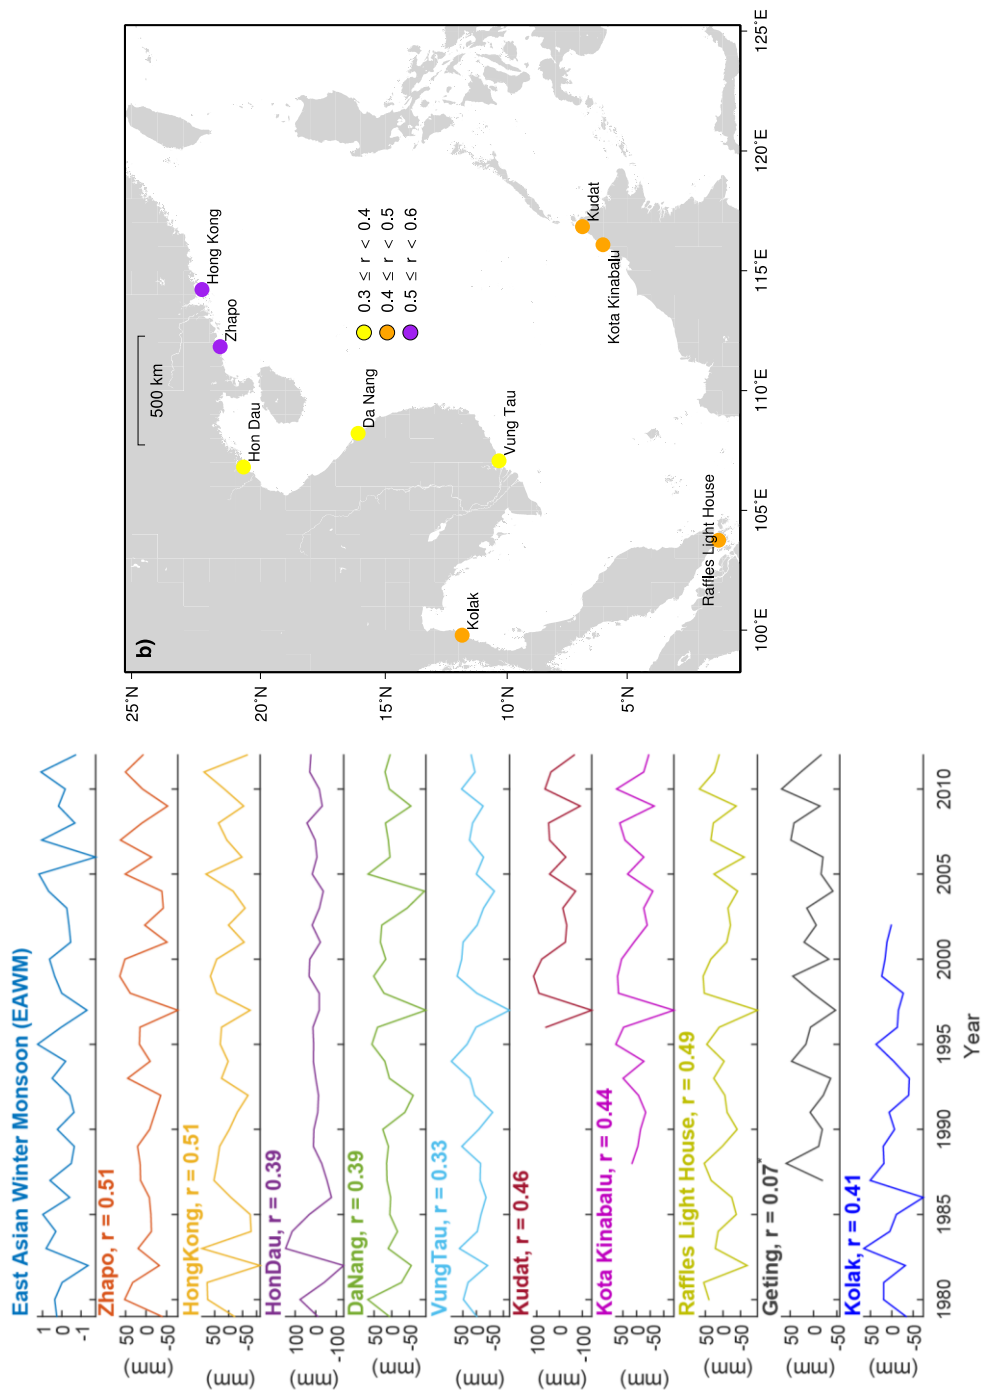 East Asian Winter Monsoon (EAWM)
1
0
-1
Zhapo, r = 0.51
50
0
-50
(mm)
HongKong, r = 0.51
50
0
-50
(mm)
HonDau, r = 0.39
100
0
-100
(mm)
DaNang, r = 0.39
50
0
-50
(mm)
VungTau, r = 0.33
50
0
-50
(mm)
Kudat, r = 0.46
100
0
-100
(mm)
Kota Kinabalu, r = 0.44
50
0
-50
(mm)
Raffles Light House, r = 0.49
50
0
-50
(mm)
Geting, r = 0.07*
50
0
-50
(mm)
Kolak, r = 0.41
50
0
-50
(mm)
1980 1985 1990 1995 2000 2005 2010
Year
b)
500 km
25°N
20°N
15°N
10°N
5°N
Hong Kong
Zhapo
Hon Dau
Da Nang
Vung Tau
Kolak
Kudat
Kota Kinabalu
Raffles Light House
0.3 ≤ r < 0.4
0.4 ≤ r < 0.5
0.5 ≤ r < 0.6
100°E 105°E 110°E 115°E 120°E 125°E